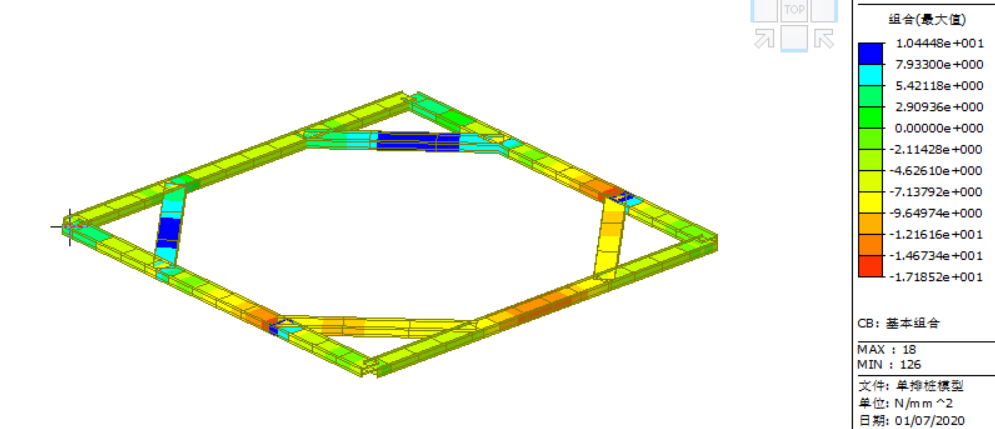 TOP
组合(最大值)
1.04448e+001
7.93300e+000
5.42118e+000
2.90936e+000
0.00000e+000
-2.11428e+000
-4.62610e+000
-7.13792e+000
-9.64974e+000
-1.21616e+001
-1.46734e+001
-1.71852e+001
CB: 基本组合
MAX : 18
MIN : 126
文件: 单排桩模型
单位: N/mm^2
日期: 01/07/2020